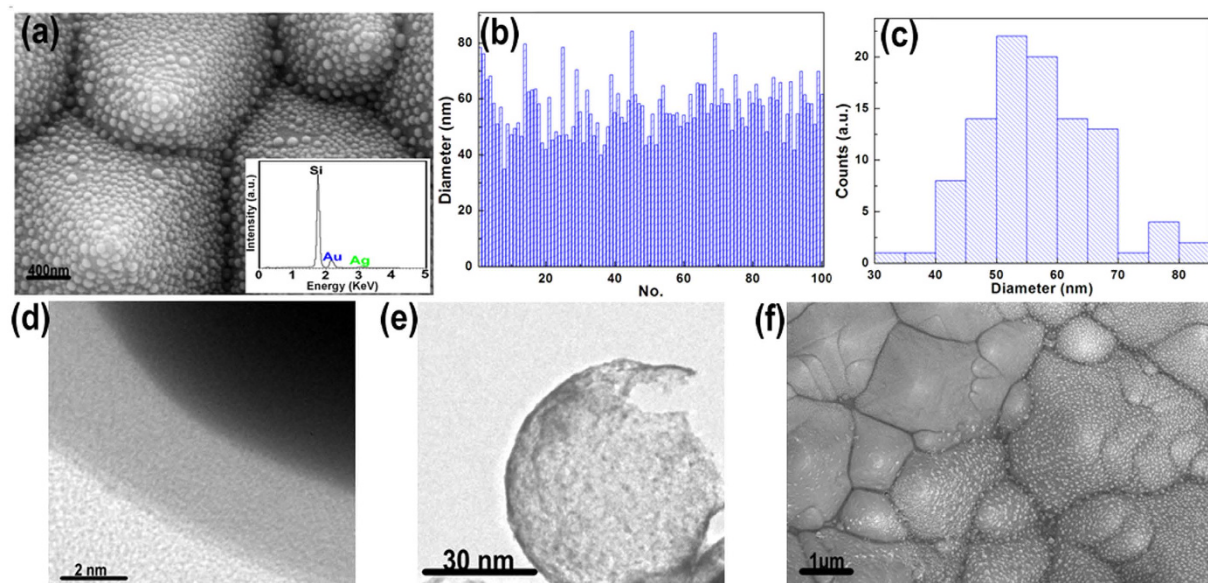 (a)
400nm
Intensity (a.u.)
Si
Au
Ag
0 1 2 3 4 5
Energy (KeV)
(b)
Diameter (nm)
80
60
40
20
0
20 40 60 80 100
No.
(c)
Counts (a.u.)
20
15
10
5
0
30 40 50 60 70 80
Diameter (nm)
(d)
2 nm
(e)
30 nm
(f)
1μm